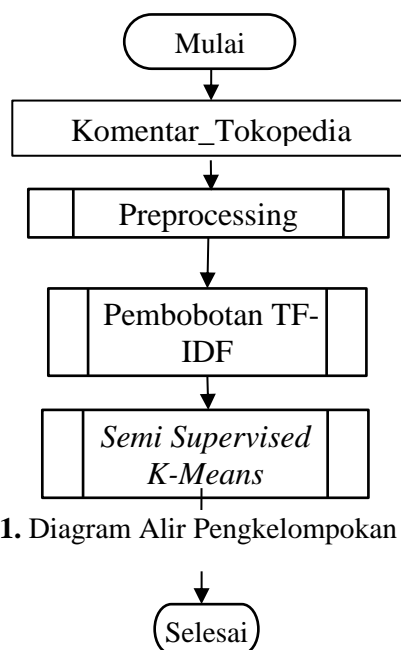 Mulai
Komentar_Tokopedia
Preprocessing
Pembobotan TF-
IDF
Semi Supervised
K-Means
1. Diagram Alir Pengkelompokan
Selesai